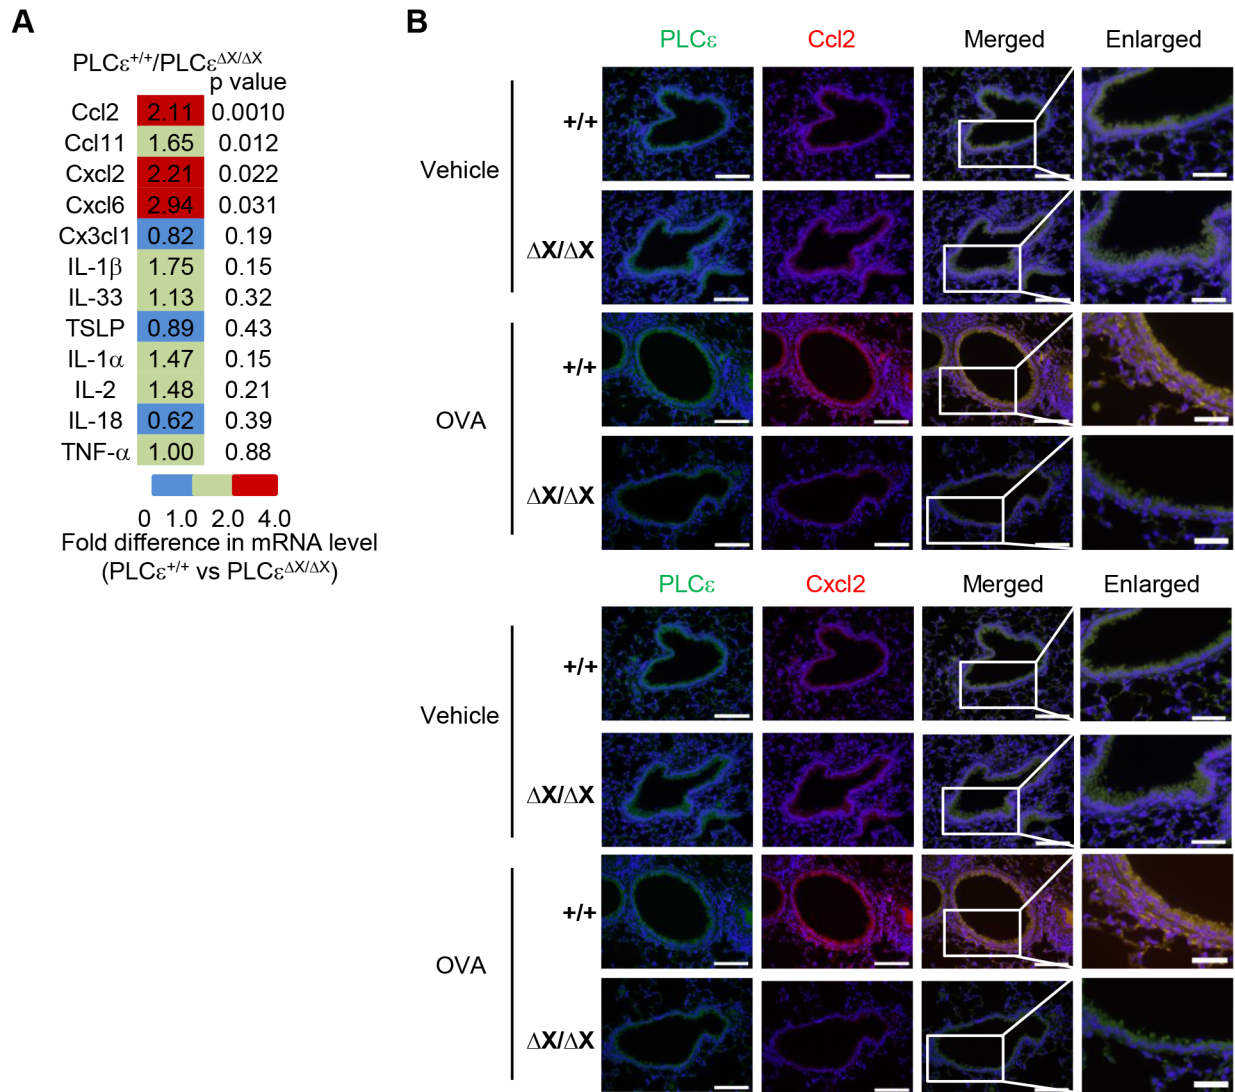 A
PLCε+/+/PLCεΔX/ΔX
p value
Ccl2 2.11 0.0010
Ccl11 1.65 0.012
Cxcl2 2.21 0.022
Cxcl6 2.94 0.031
Cx3cl1 0.82 0.19
IL-1β 1.75 0.15
IL-33 1.13 0.32
TSLP 0.89 0.43
IL-1α 1.47 0.15
IL-2 1.48 0.21
IL-18 0.62 0.39
TNF-α 1.00 0.88
0 1.0 2.0 4.0
Fold difference in mRNA level
(PLCε+/+ vs PLCεΔX/ΔX)
B
PLCε Ccl2 Merged Enlarged
Vehicle
+/+
ΔX/ΔX
OVA
+/+
ΔX/ΔX
PLCε Cxcl2 Merged Enlarged
Vehicle
+/+
ΔX/ΔX
OVA
+/+
ΔX/ΔX